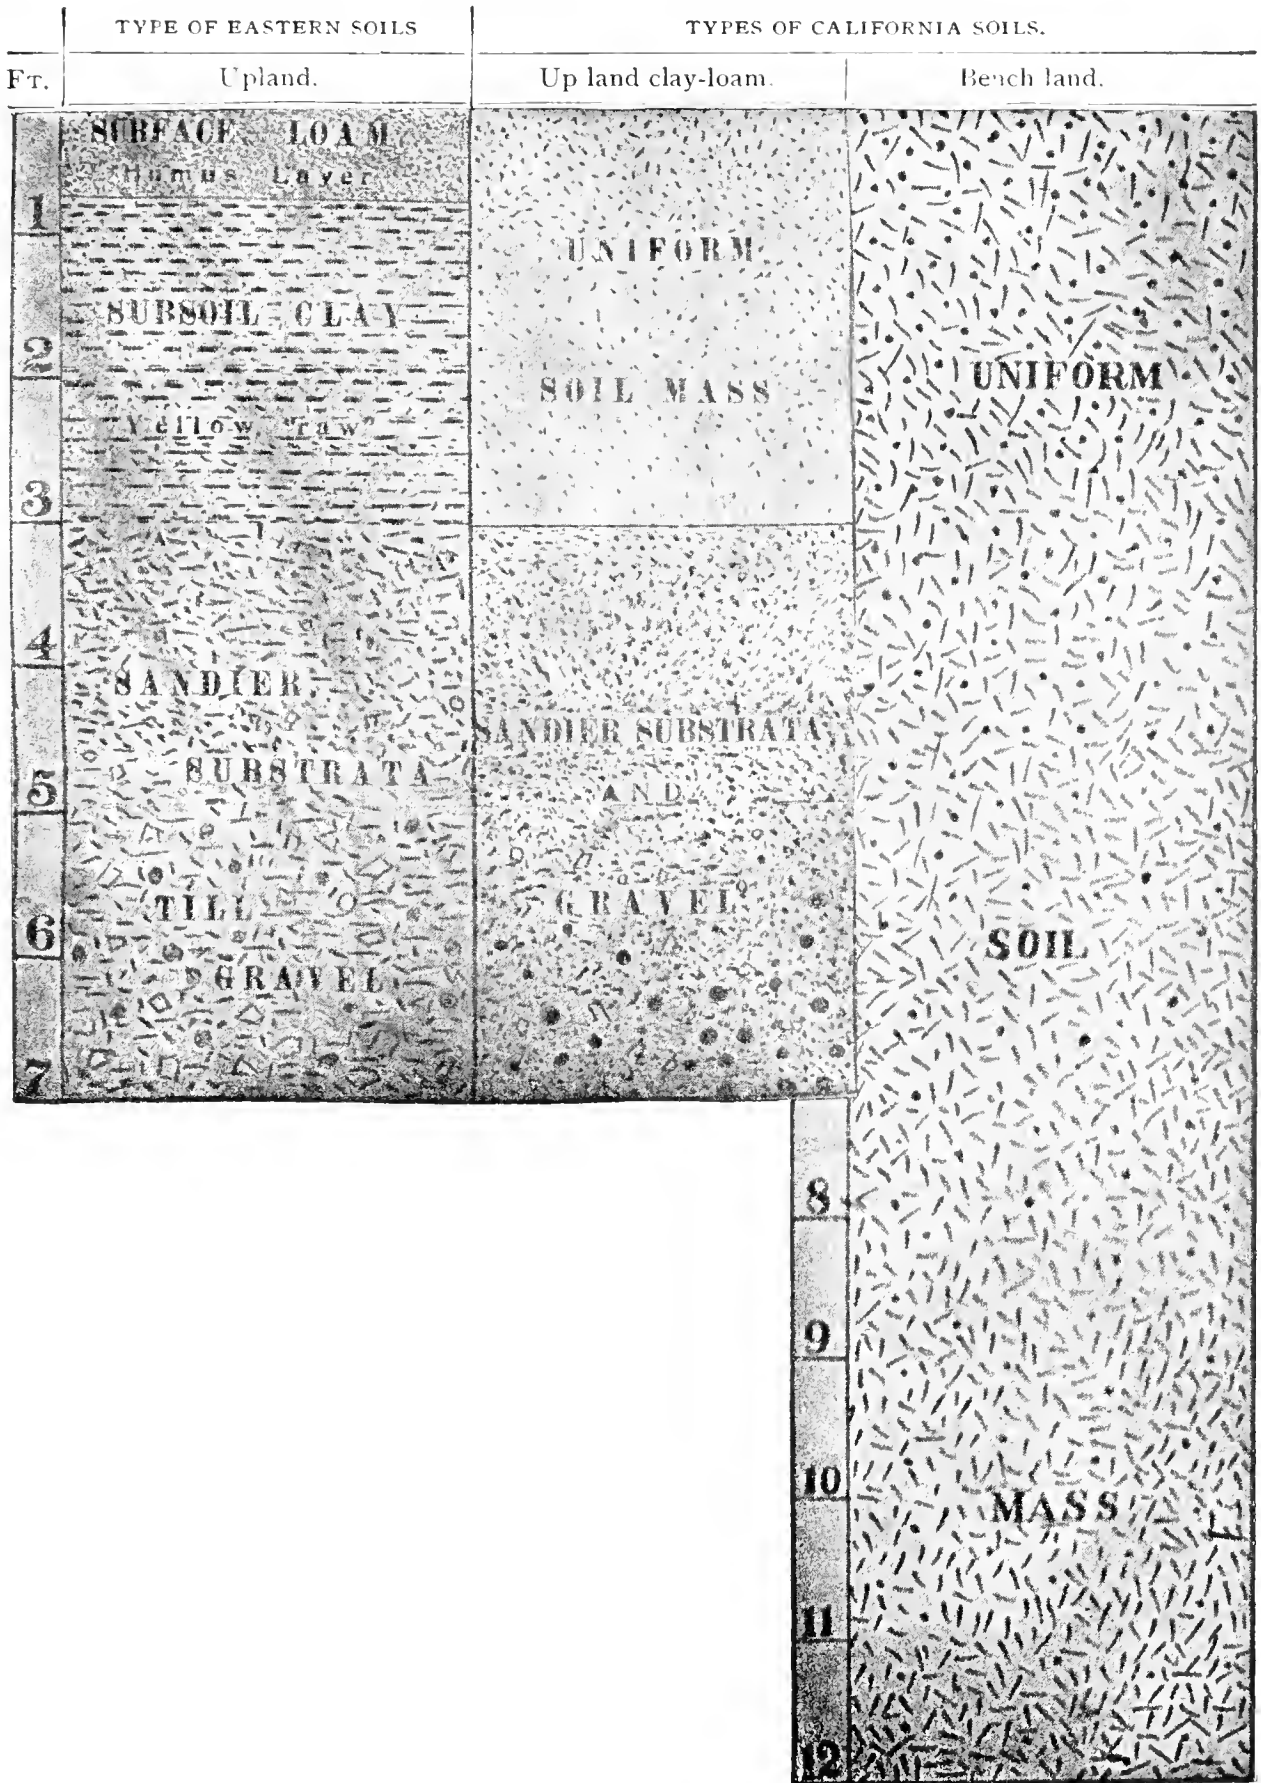 TYPE OF EASTERN SOILS
TYPES OF CALIFORNIA SOILS.
FT.
Upland.
Up land clay-loam.
Bench land.
SURFACE LOAM
Humus Layer
1
SUBSOIL CLAY
2
Yellow, "raw"
3
4
SANDIER
SUBSTRATA
5
TILL
6
GRAVEL
7
UNIFORM
SOIL MASS
SANDIER SUBSTRATA
AND
GRAVEL
UNIFORM
SOIL
8
9
10
MASS
11
12